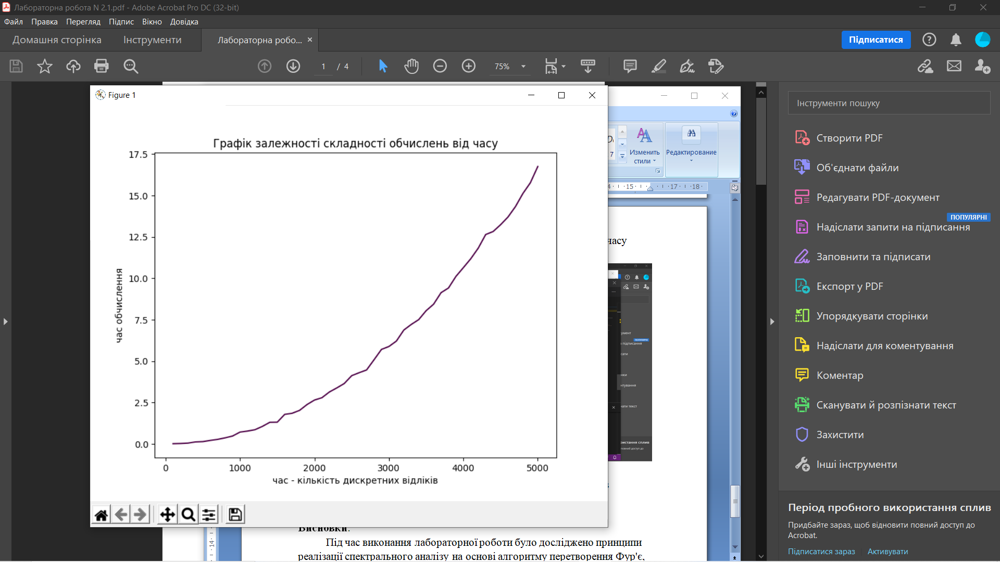 Лабораторна робота N 2.1.pdf - Adobe Acrobat Pro DC (32-bit)
Файл Правка Перегляд Підпис Вікно Довідка
Домашня сторінка Інструменти Лабораторна робо... ×
Підписатися
1 / 4
75%
Figure 1
Графік залежності складності обчислень від часу
17.5
15.0
12.5
10.0
7.5
5.0
2.5
0.0
час обчислення
0 1000 2000 3000 4000 5000
час - кількість дискретних відліків
7
Изменить стили
Редактирование
15 17 18
часу
14
Висновки:
Під час виконання лабораторної роботи було досліджено принципи
реалізації спектрального аналізу на основі алгоритму перетворення Фур'є,
Інструменти пошуку
Створити PDF
Об'єднати файли
Редагувати PDF-документ
ПОПУЛЯРНІ
Надіслати запити на підписання
Заповнити та підписати
Експорт у PDF
Упорядкувати сторінки
Надіслати для коментування
Коментар
Сканувати й розпізнати текст
Захистити
Інші інструменти
Період пробного використання сплив
Придбайте зараз, щоб відновити повний доступ до
Acrobat.
Підписатися зараз Активувати